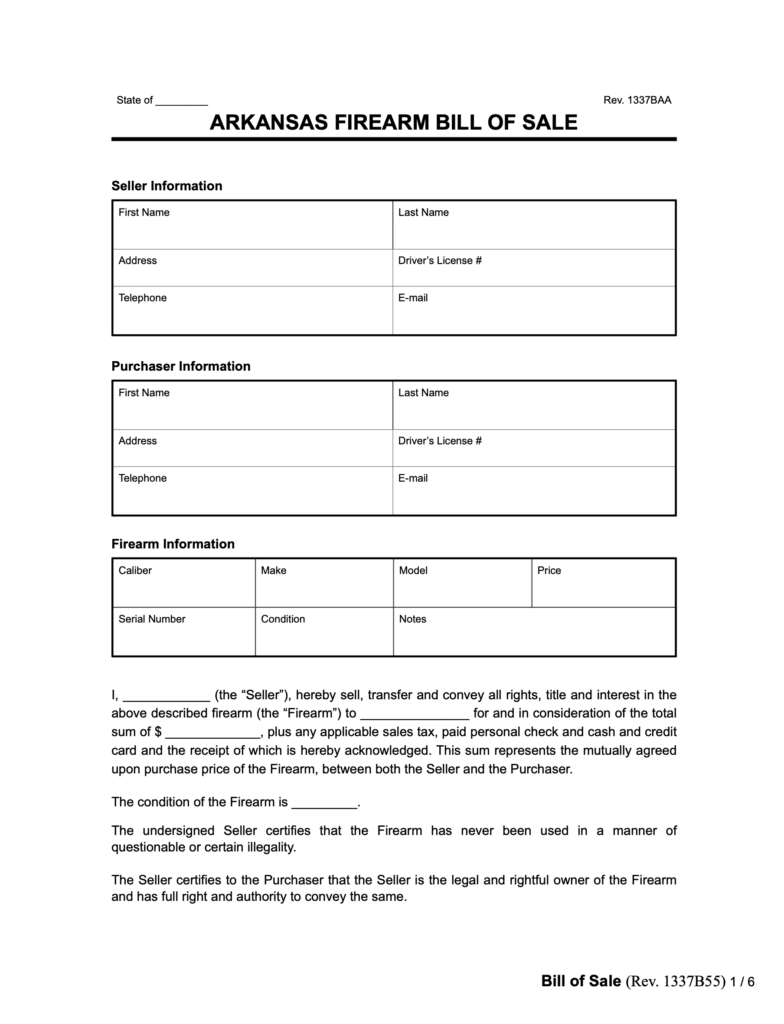 State of _________ Rev. 1337BAA
ARKANSAS FIREARM BILL OF SALE
Seller Information
First Name Last Name
Address Driver’s License #
Telephone E-mail
Purchaser Information
First Name Last Name
Address Driver’s License #
Telephone E-mail
Firearm Information
Caliber Make Model Price
Serial Number Condition Notes
I, ____________ (the “Seller”), hereby sell, transfer and convey all rights, title and interest in the
above described firearm (the “Firearm”) to _______________ for and in consideration of the total
sum of $ _____________, plus any applicable sales tax, paid personal check and cash and credit
card and the receipt of which is hereby acknowledged. This sum represents the mutually agreed
upon purchase price of the Firearm, between both the Seller and the Purchaser.
The condition of the Firearm is _________.
The undersigned Seller certifies that the Firearm has never been used in a manner of
questionable or certain illegality.
The Seller certifies to the Purchaser that the Seller is the legal and rightful owner of the Firearm
and has full right and authority to convey the same.
Bill of Sale (Rev. 1337B55) 1 / 6